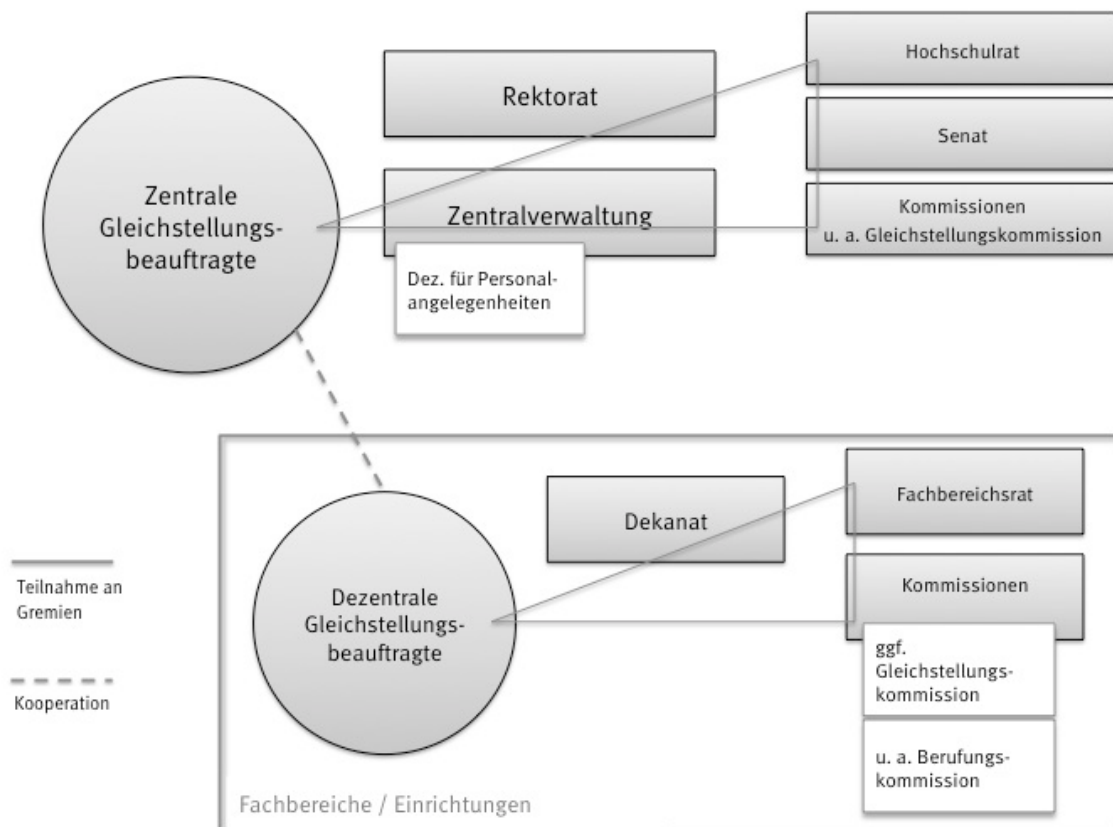 Hochschulrat
Rektorat
Senat
Zentrale
Gleichstellungs-
beauftragte
Zentralverwaltung
Kommissionen
u. a. Gleichstellungskommission
Dez. für Personal-
angelegenheiten
Fachbereichsrat
Dekanat
Teilnahme an
Gremien
Kommissionen
Dezentrale
Gleichstellungs-
beauftragte
ggf.
Gleichstellungs-
kommission
Kooperation
u. a. Berufungs-
kommission
Fachbereiche / Einrichtungen